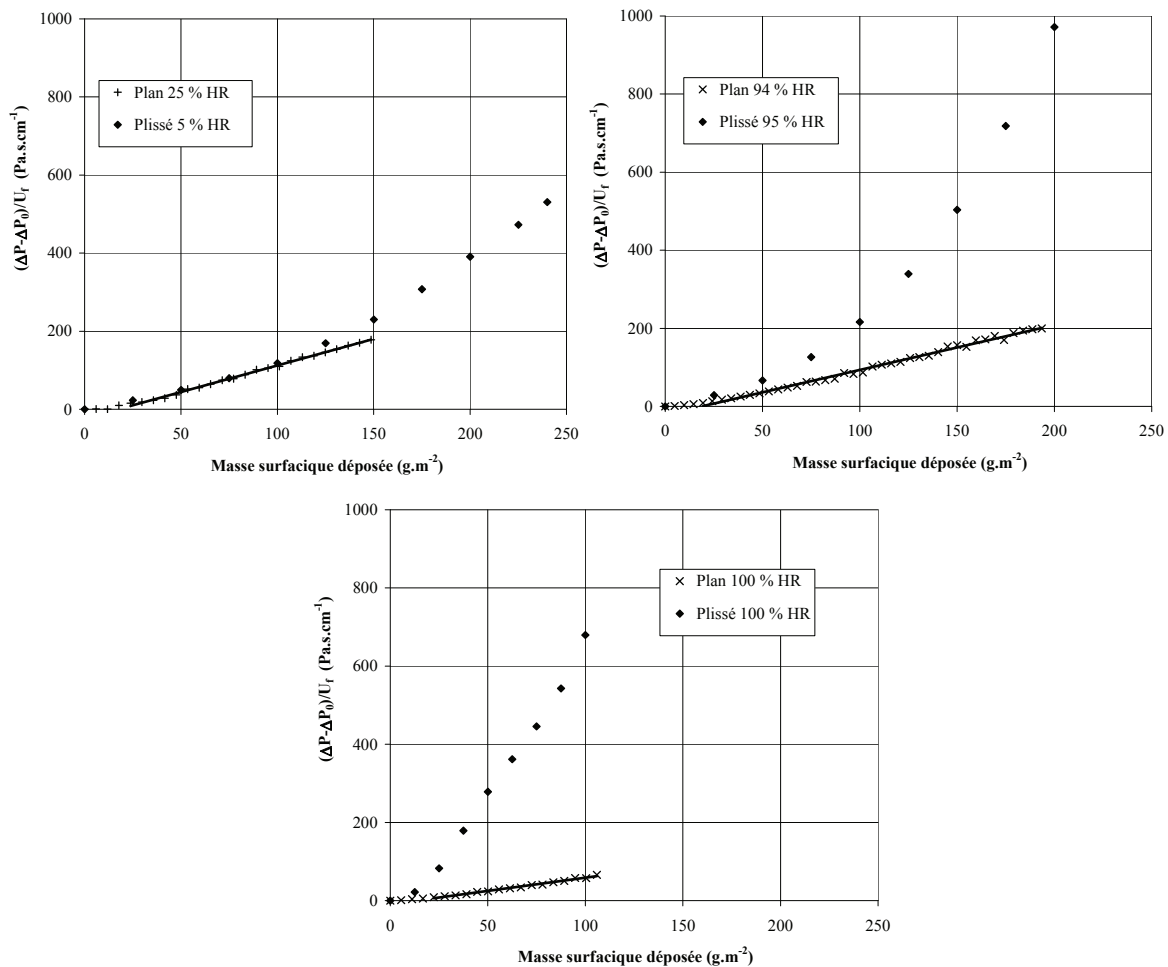 1000
800
600
400
200
0
(ΔP-ΔP₀)/U_f (Pa.s.cm⁻¹)
+ Plan 25 % HR
◆ Plissé 5 % HR
0 50 100 150 200 250
Masse surfacique déposée (g.m⁻²)
1000
800
600
400
200
0
(ΔP-ΔP₀)/U_f (Pa.s.cm⁻¹)
× Plan 94 % HR
◆ Plissé 95 % HR
0 50 100 150 200 250
Masse surfacique déposée (g.m⁻²)
1000
800
600
400
200
0
(ΔP-ΔP₀)/U_f (Pa.s.cm⁻¹)
× Plan 100 % HR
◆ Plissé 100 % HR
0 50 100 150 200 250
Masse surfacique déposée (g.m⁻²)